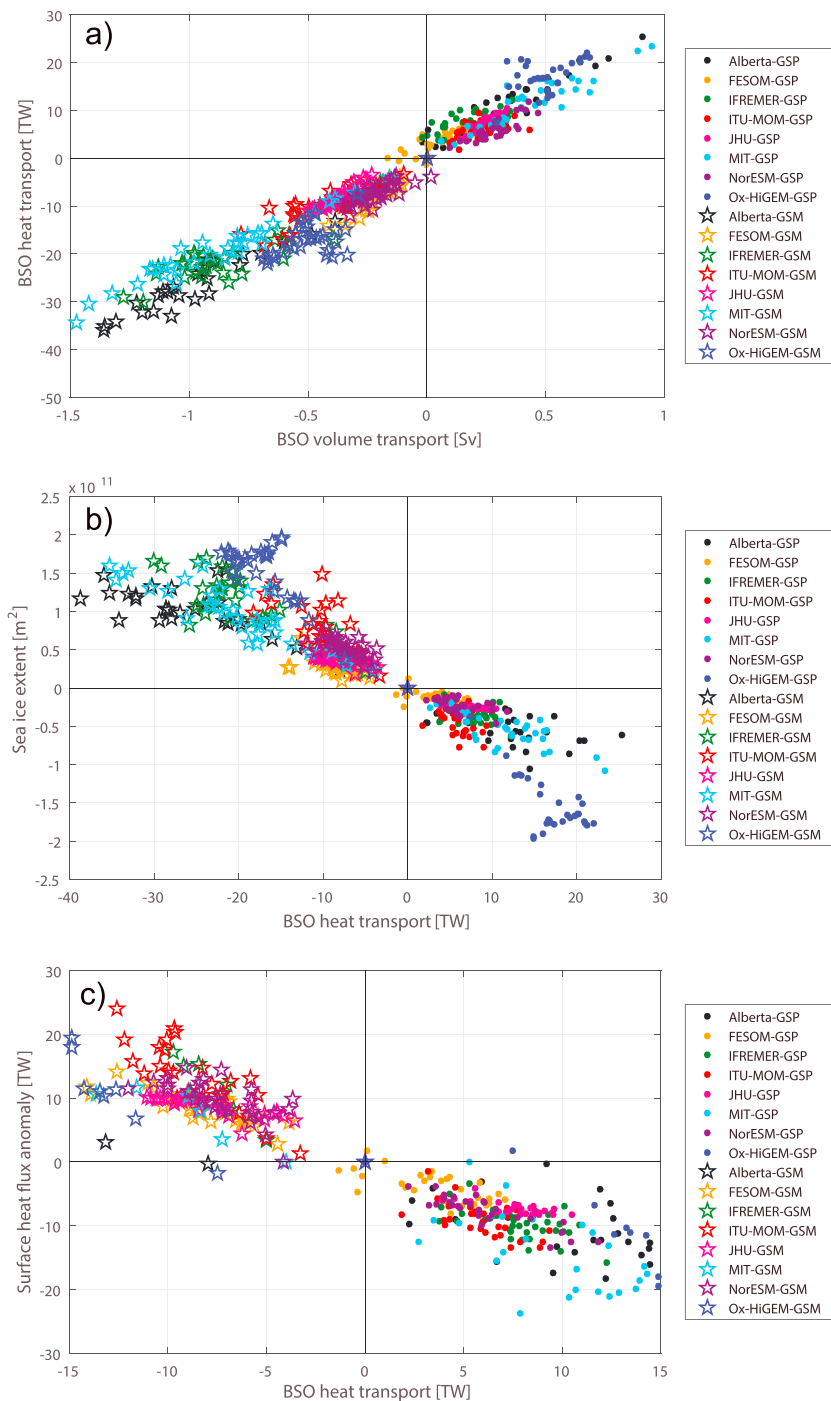 a)
30
20
10
0
-10
-20
-30
-40
-50
BSO heat transport [TW]
-1.5 -1 -0.5 0 0.5 1
BSO volume transport [Sv]
Alberta-GSP
FESOM-GSP
IFREMER-GSP
ITU-MOM-GSP
JHU-GSP
MIT-GSP
NorESM-GSP
Ox-HiGEM-GSP
Alberta-GSM
FESOM-GSM
IFREMER-GSM
ITU-MOM-GSM
JHU-GSM
MIT-GSM
NorESM-GSM
Ox-HiGEM-GSM
b)
x 10 11
2.5
2
1.5
1
0.5
0
-0.5
-1
-1.5
-2
-2.5
Sea ice extent [m2]
-40 -30 -20 -10 0 10 20 30
BSO heat transport [TW]
Alberta-GSP
FESOM-GSP
IFREMER-GSP
ITU-MOM-GSP
JHU-GSP
MIT-GSP
NorESM-GSP
Ox-HiGEM-GSP
Alberta-GSM
FESOM-GSM
IFREMER-GSM
ITU-MOM-GSM
JHU-GSM
MIT-GSM
NorESM-GSM
Ox-HiGEM-GSM
c)
30
20
10
0
-10
-20
-30
Surface heat flux anomaly [TW]
-15 -10 -5 0 5 10 15
BSO heat transport [TW]
Alberta-GSP
FESOM-GSP
IFREMER-GSP
ITU-MOM-GSP
JHU-GSP
MIT-GSP
NorESM-GSP
Ox-HiGEM-GSP
Alberta-GSM
FESOM-GSM
IFREMER-GSM
ITU-MOM-GSM
JHU-GSM
MIT-GSM
NorESM-GSM
Ox-HiGEM-GSM